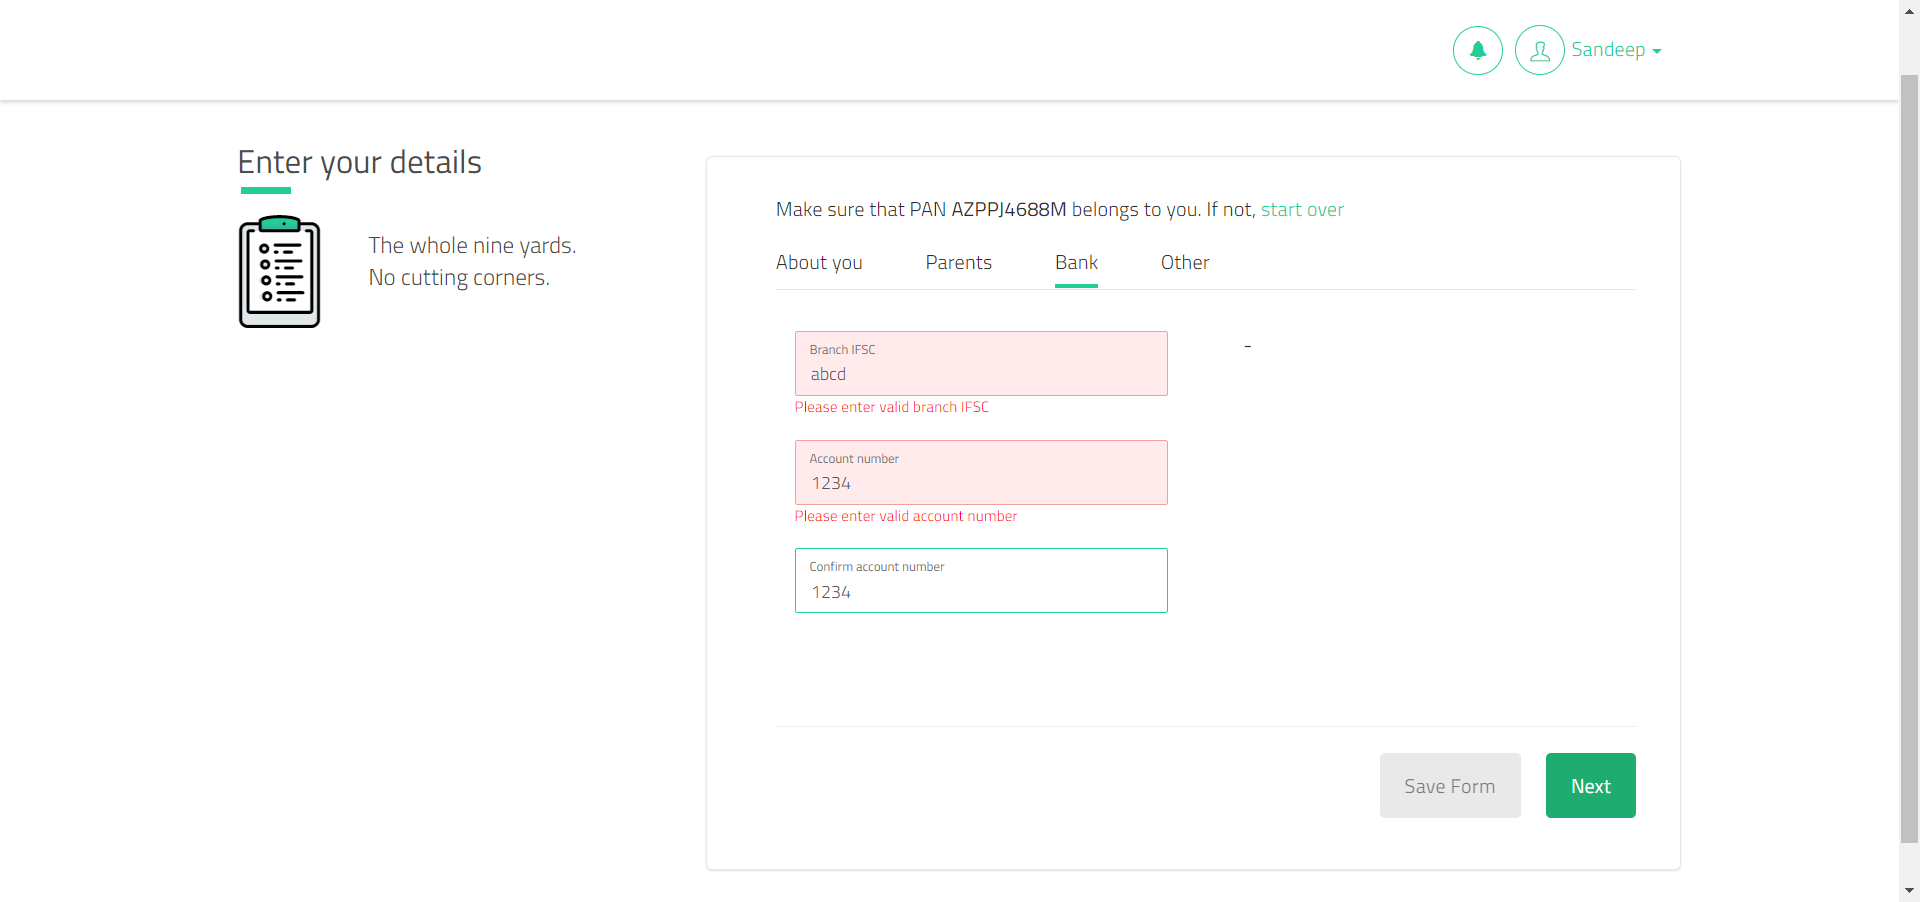 Sandeep
Enter your details
The whole nine yards.
No cutting corners.
Make sure that PAN AZPPJ4688M belongs to you. If not, start over
About you Parents Bank Other
Branch IFSC
abcd
-
Please enter valid branch IFSC
Account number
1234
Please enter valid account number
Confirm account number
1234
Save Form Next